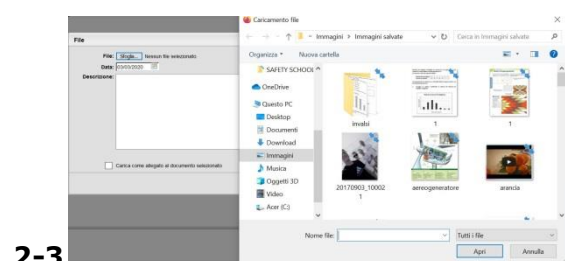 File
File: Sfoglia... Nessun file selezionato.
Data: 03/03/2020
Descrizione:
Carica come allegato al documento selezionato
Caricamento file
Immagini > Immagini salvate
Cerca in Immagini salvate
Organizza
Nuova cartella
SAFETY SCHOOL
OneDrive
Questo PC
Desktop
Documenti
Download
Immagini
Musica
Oggetti 3D
Video
Acer (C:)
invalsi
1
1
20170903_10002
1
aereogeneratore
arancia
Nome file:
Tutti i file
Apri
Annulla
2-3